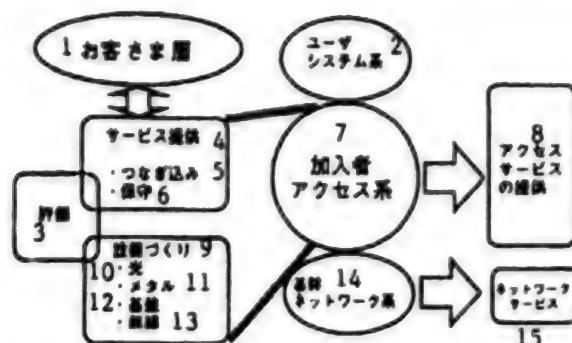 1 お客さま層
ユーザ 2
システム系
サービス提供 4
・つなぎ込み 5
・保守 6
評価
3
設備づくり 9
10 ・光
・メタル 11
12 ・基盤
・無線 13
7
加入者
アクセス系
基幹 14
ネットワーク系
8
アクセス
サービス
の提供
ネットワーク
サービス
15